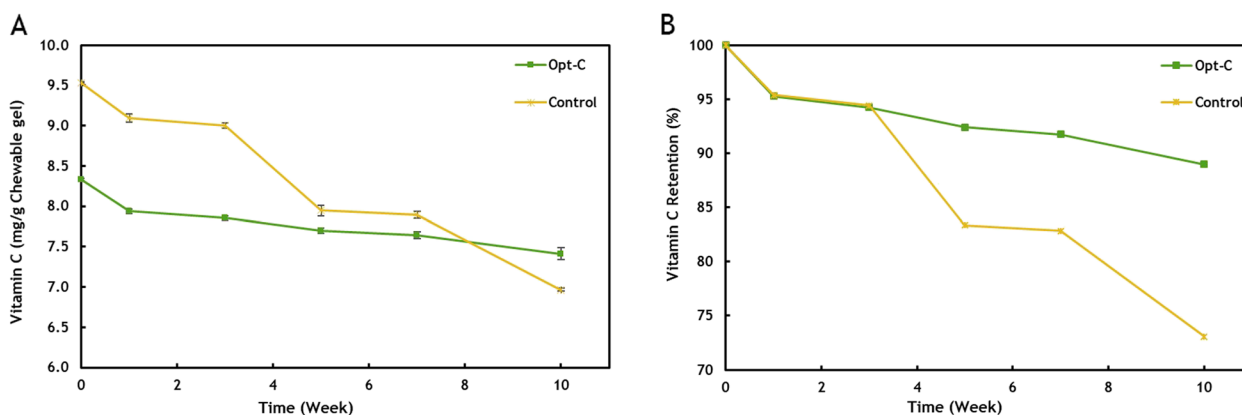 A
Vitamin C (mg/g Chewable gel)
10.0
9.5
9.0
8.5
8.0
7.5
7.0
6.5
6.0
0 2 4 6 8 10
Time (Week)
Opt-C
Control
B
Vitamin C Retention (%)
100
95
90
85
80
75
70
0 2 4 6 8 10
Time (Week)
Opt-C
Control